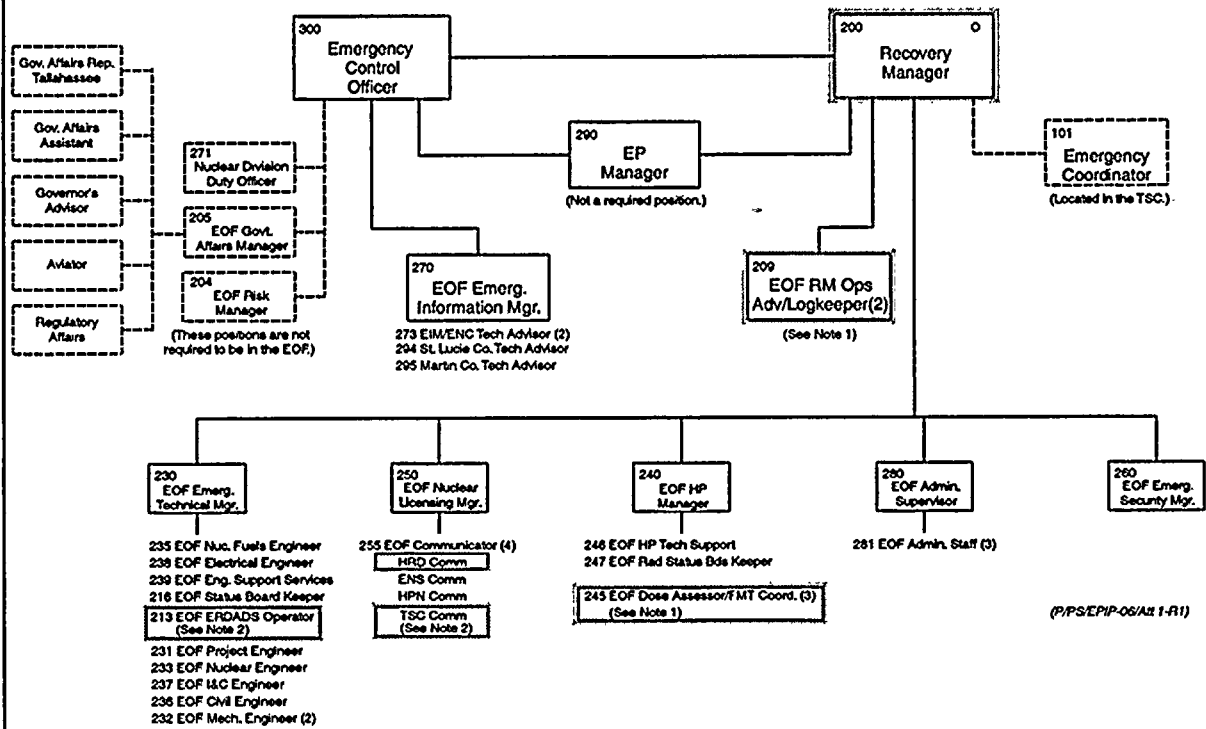 300
Emergency
Control
Officer
200 O
Recovery
Manager
Gov. Affairs Rep.
Tallahassee
Gov. Affairs
Assistant
Governor's
Advisor
Aviator
Regulatory
Affairs
271
Nuclear Division
Duty Officer
205
EOF Govt.
Affairs Manager
204
EOF Risk
Manager
(These positions are not
required to be in the EOF.)
290
EP
Manager
(Not a required position.)
101
Emergency
Coordinator
(Located in the TSC.)
270
EOF Emerg.
Information Mgr.
273 EIM/ENC Tech Advisor (2)
294 St. Lucie Co. Tech Advisor
295 Martin Co. Tech Advisor
209
EOF RM Ops
Adv/Logkeeper(2)
(See Note 1)
230
EOF Emerg.
Technical Mgr.
235 EOF Nuc. Fuels Engineer
238 EOF Electrical Engineer
239 EOF Eng. Support Services
216 EOF Status Board Keeper
213 EOF ERDADS Operator
(See Note 2)
231 EOF Project Engineer
233 EOF Nuclear Engineer
237 EOF I&C Engineer
236 EOF Civil Engineer
232 EOF Mech. Engineer (2)
250
EOF Nuclear
Licensing Mgr.
255 EOF Communicator (4)
HRD Comm
ENS Comm
HPN Comm
TSC Comm
(See Note 2)
240
EOF HP
Manager
246 EOF HP Tech Support
247 EOF Rad Status Bds Keeper
245 EOF Dose Assessor/FMT Coord. (3)
(See Note 1)
280
EOF Admin.
Supervisor
281 EOF Admin. Staff (3)
260
EOF Emerg.
Security Mgr.
(P/PS/EPIP-06/Att 1-R1)